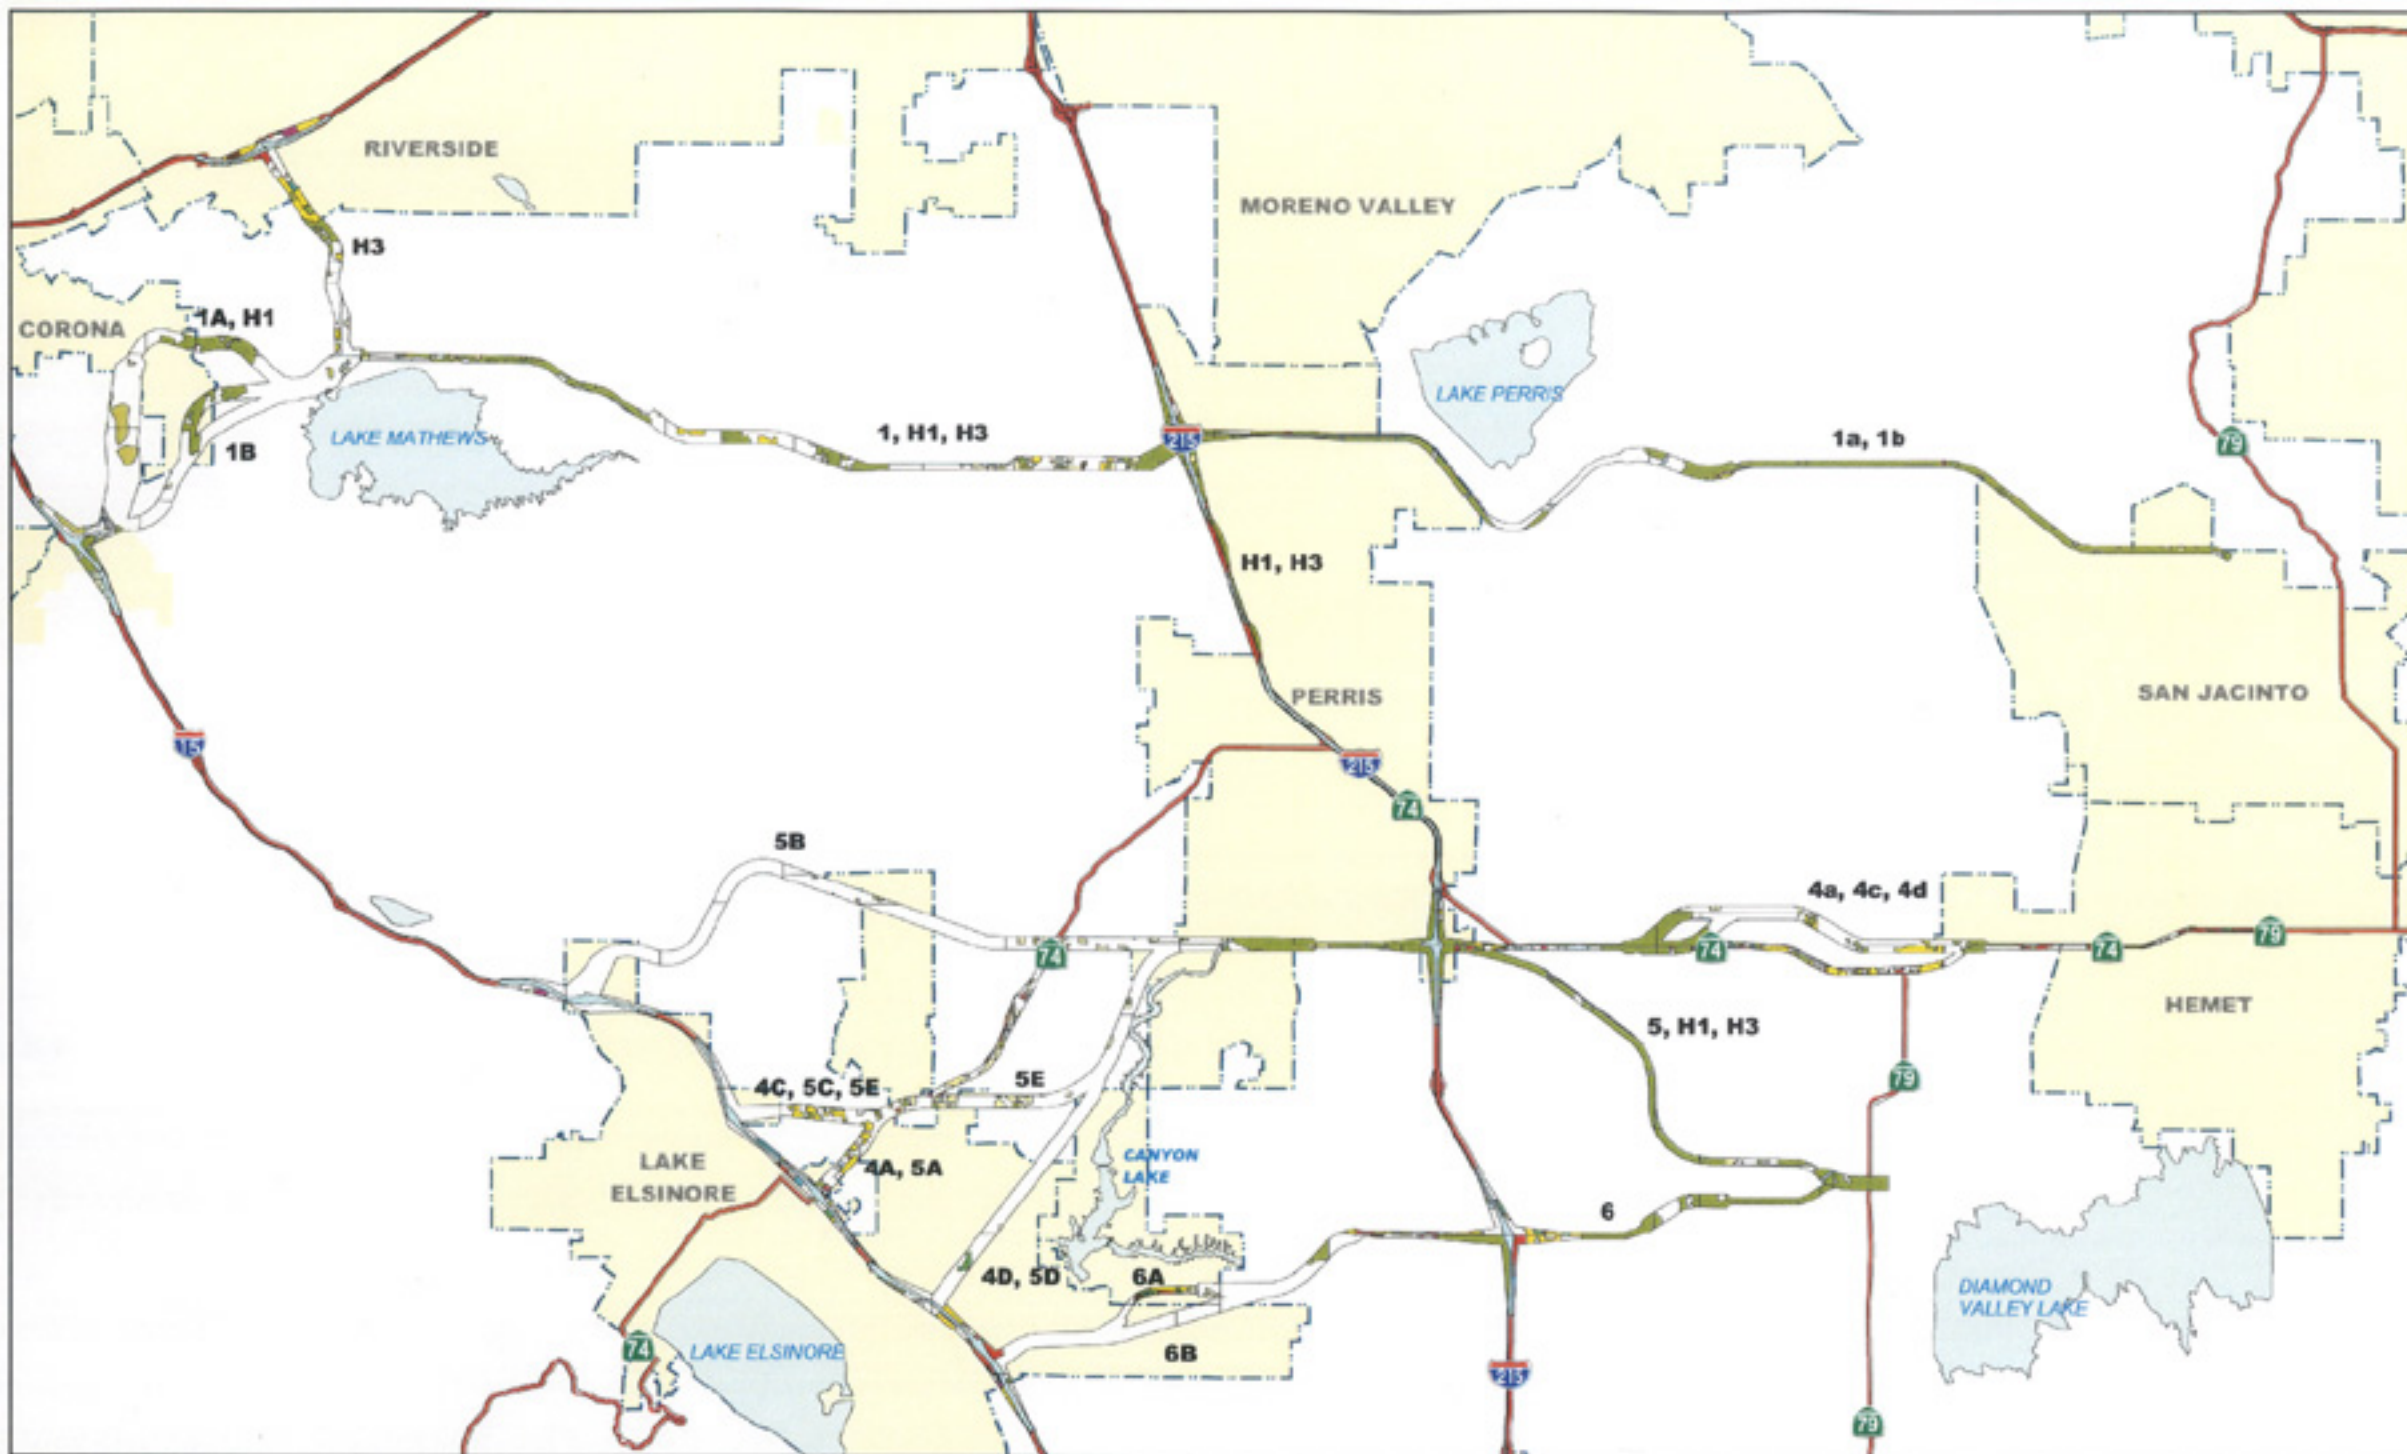 RIVERSIDE
MORENO VALLEY
H3
1A, H1
CORONA
LAKE PERRIS
LAKE MATHEWS
1B
1, H1, H3
215
1a, 1b
79
H1, H3
PERRIS
SAN JACINTO
15
215
74
5B
4a, 4c, 4d
74
74
74
79
HEMET
5, H1, H3
4C, 5C, 5E
5E
79
LAKE
ELSINORE
4A, 5A
CANYON
LAKE
6
4D, 5D
6A
DIAMOND
VALLEY LAKE
74
LAKE ELSINORE
6B
215
79